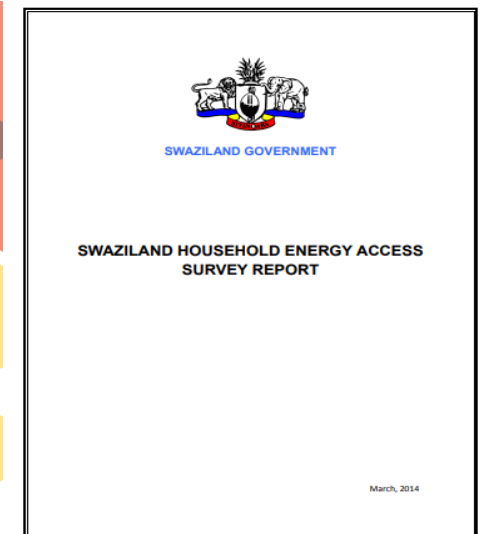 SWAZILAND GOVERNMENT
SWAZILAND HOUSEHOLD ENERGY ACCESS
SURVEY REPORT
March, 2014